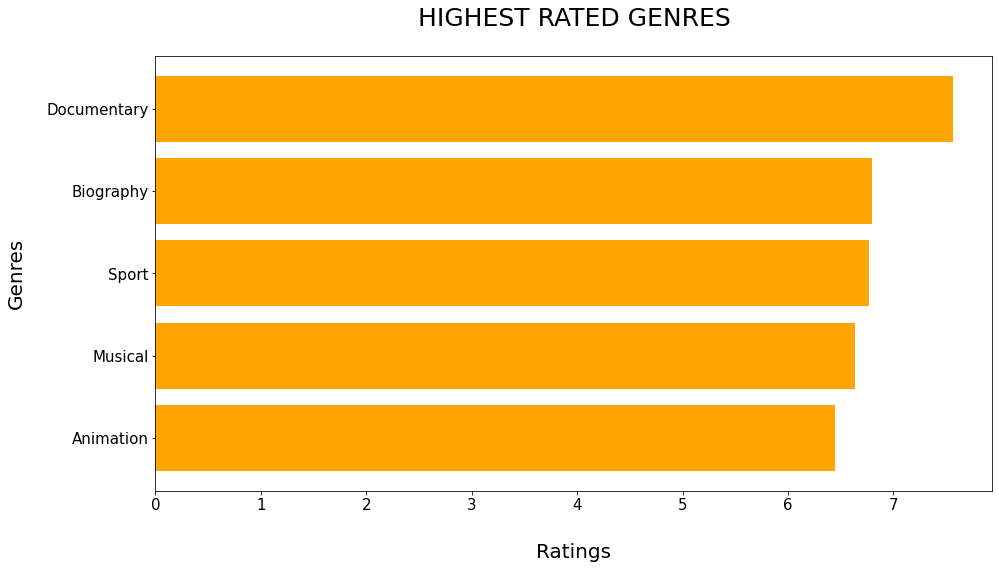 HIGHEST RATED GENRES
Genres
Documentary
Biography
Sport
Musical
Animation
0 1 2 3 4 5 6 7
Ratings